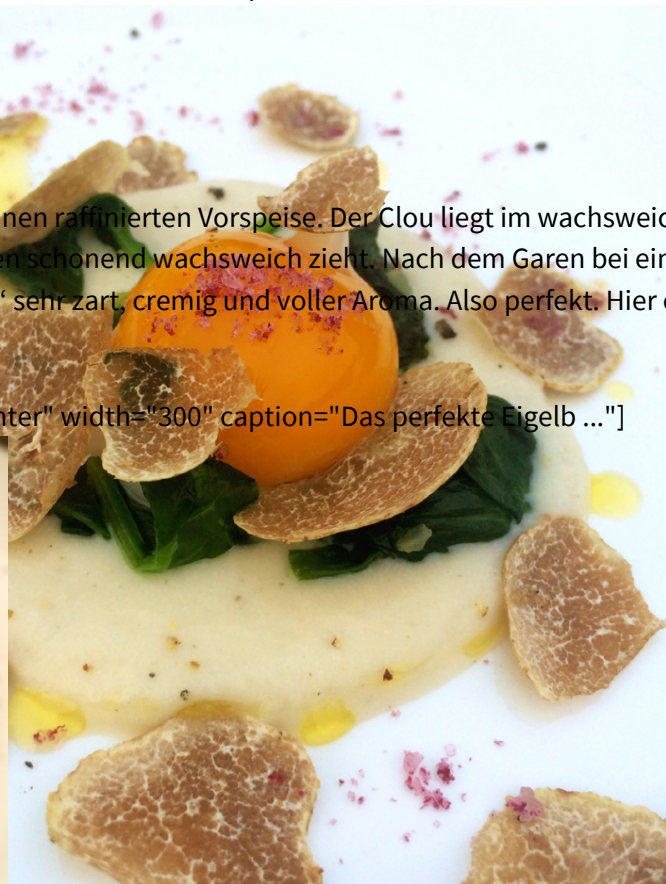 nen raffinierten Vorspeise. Der Clou liegt im wachsweic
en schonend wachsweich zieht. Nach dem Garen bei ein
“ sehr zart, cremig und voller Aroma. Also perfekt. Hier
nter" width="300" caption="Das perfekte Eigelb ..."]